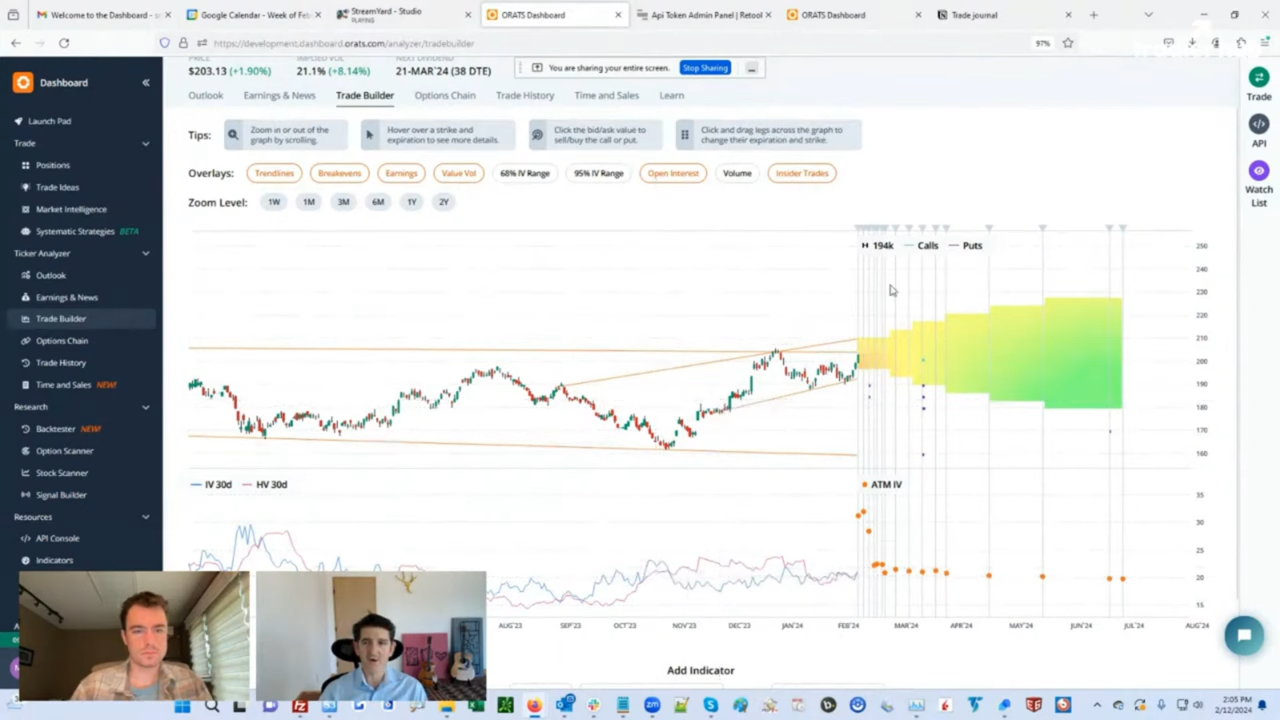 Welcome to the Dashboard - s
Google Calendar - Week of Feb
StreamYard - Studio
PLAYING
ORATS Dashboard
Api Token Admin Panel | Retool
ORATS Dashboard
Trade journal
https://development.dashboard.orats.com/analyzer/tradebuilder
97%
Dashboard
Launch Pad
Trade
Positions
Trade Ideas
Market Intelligence
Systematic Strategies BETA
Ticker Analyzer
Outlook
Earnings & News
Trade Builder
Options Chain
Trade History
Time and Sales NEW!
Research
Backtester NEW!
Option Scanner
Stock Scanner
Signal Builder
Resources
API Console
Indicators
PRICE
IMPLIED VOL
NEXT DIVIDEND
$203.13 (+1.90%)
21.1% (+8.14%)
21-MAR'24 (38 DTE)
You are sharing your entire screen.
Stop Sharing
Outlook
Earnings & News
Trade Builder
Options Chain
Trade History
Time and Sales
Learn
Tips:
Zoom in or out of the
graph by scrolling.
Hover over a strike and
expiration to see more details.
Click the bid/ask value to
sell/buy the call or put.
Click and drag legs across the graph to
change their expiration and strike.
Overlays:
Trendlines
Breakevens
Earnings
Value Vol
68% IV Range
95% IV Range
Open Interest
Volume
Insider Trades
Zoom Level:
1W
1M
3M
6M
1Y
2Y
194k
Calls
Puts
250
240
230
220
210
200
190
180
170
160
IV 30d
HV 30d
ATM IV
35
30
25
20
15
AUG'23
SEP'23
OCT'23
NOV'23
DEC'23
JAN'24
FEB'24
MAR'24
APR'24
MAY'24
JUN'24
JUL'24
AUG'24
Add Indicator
Trade
API
Watch
List
2:05 PM
2/12/2024